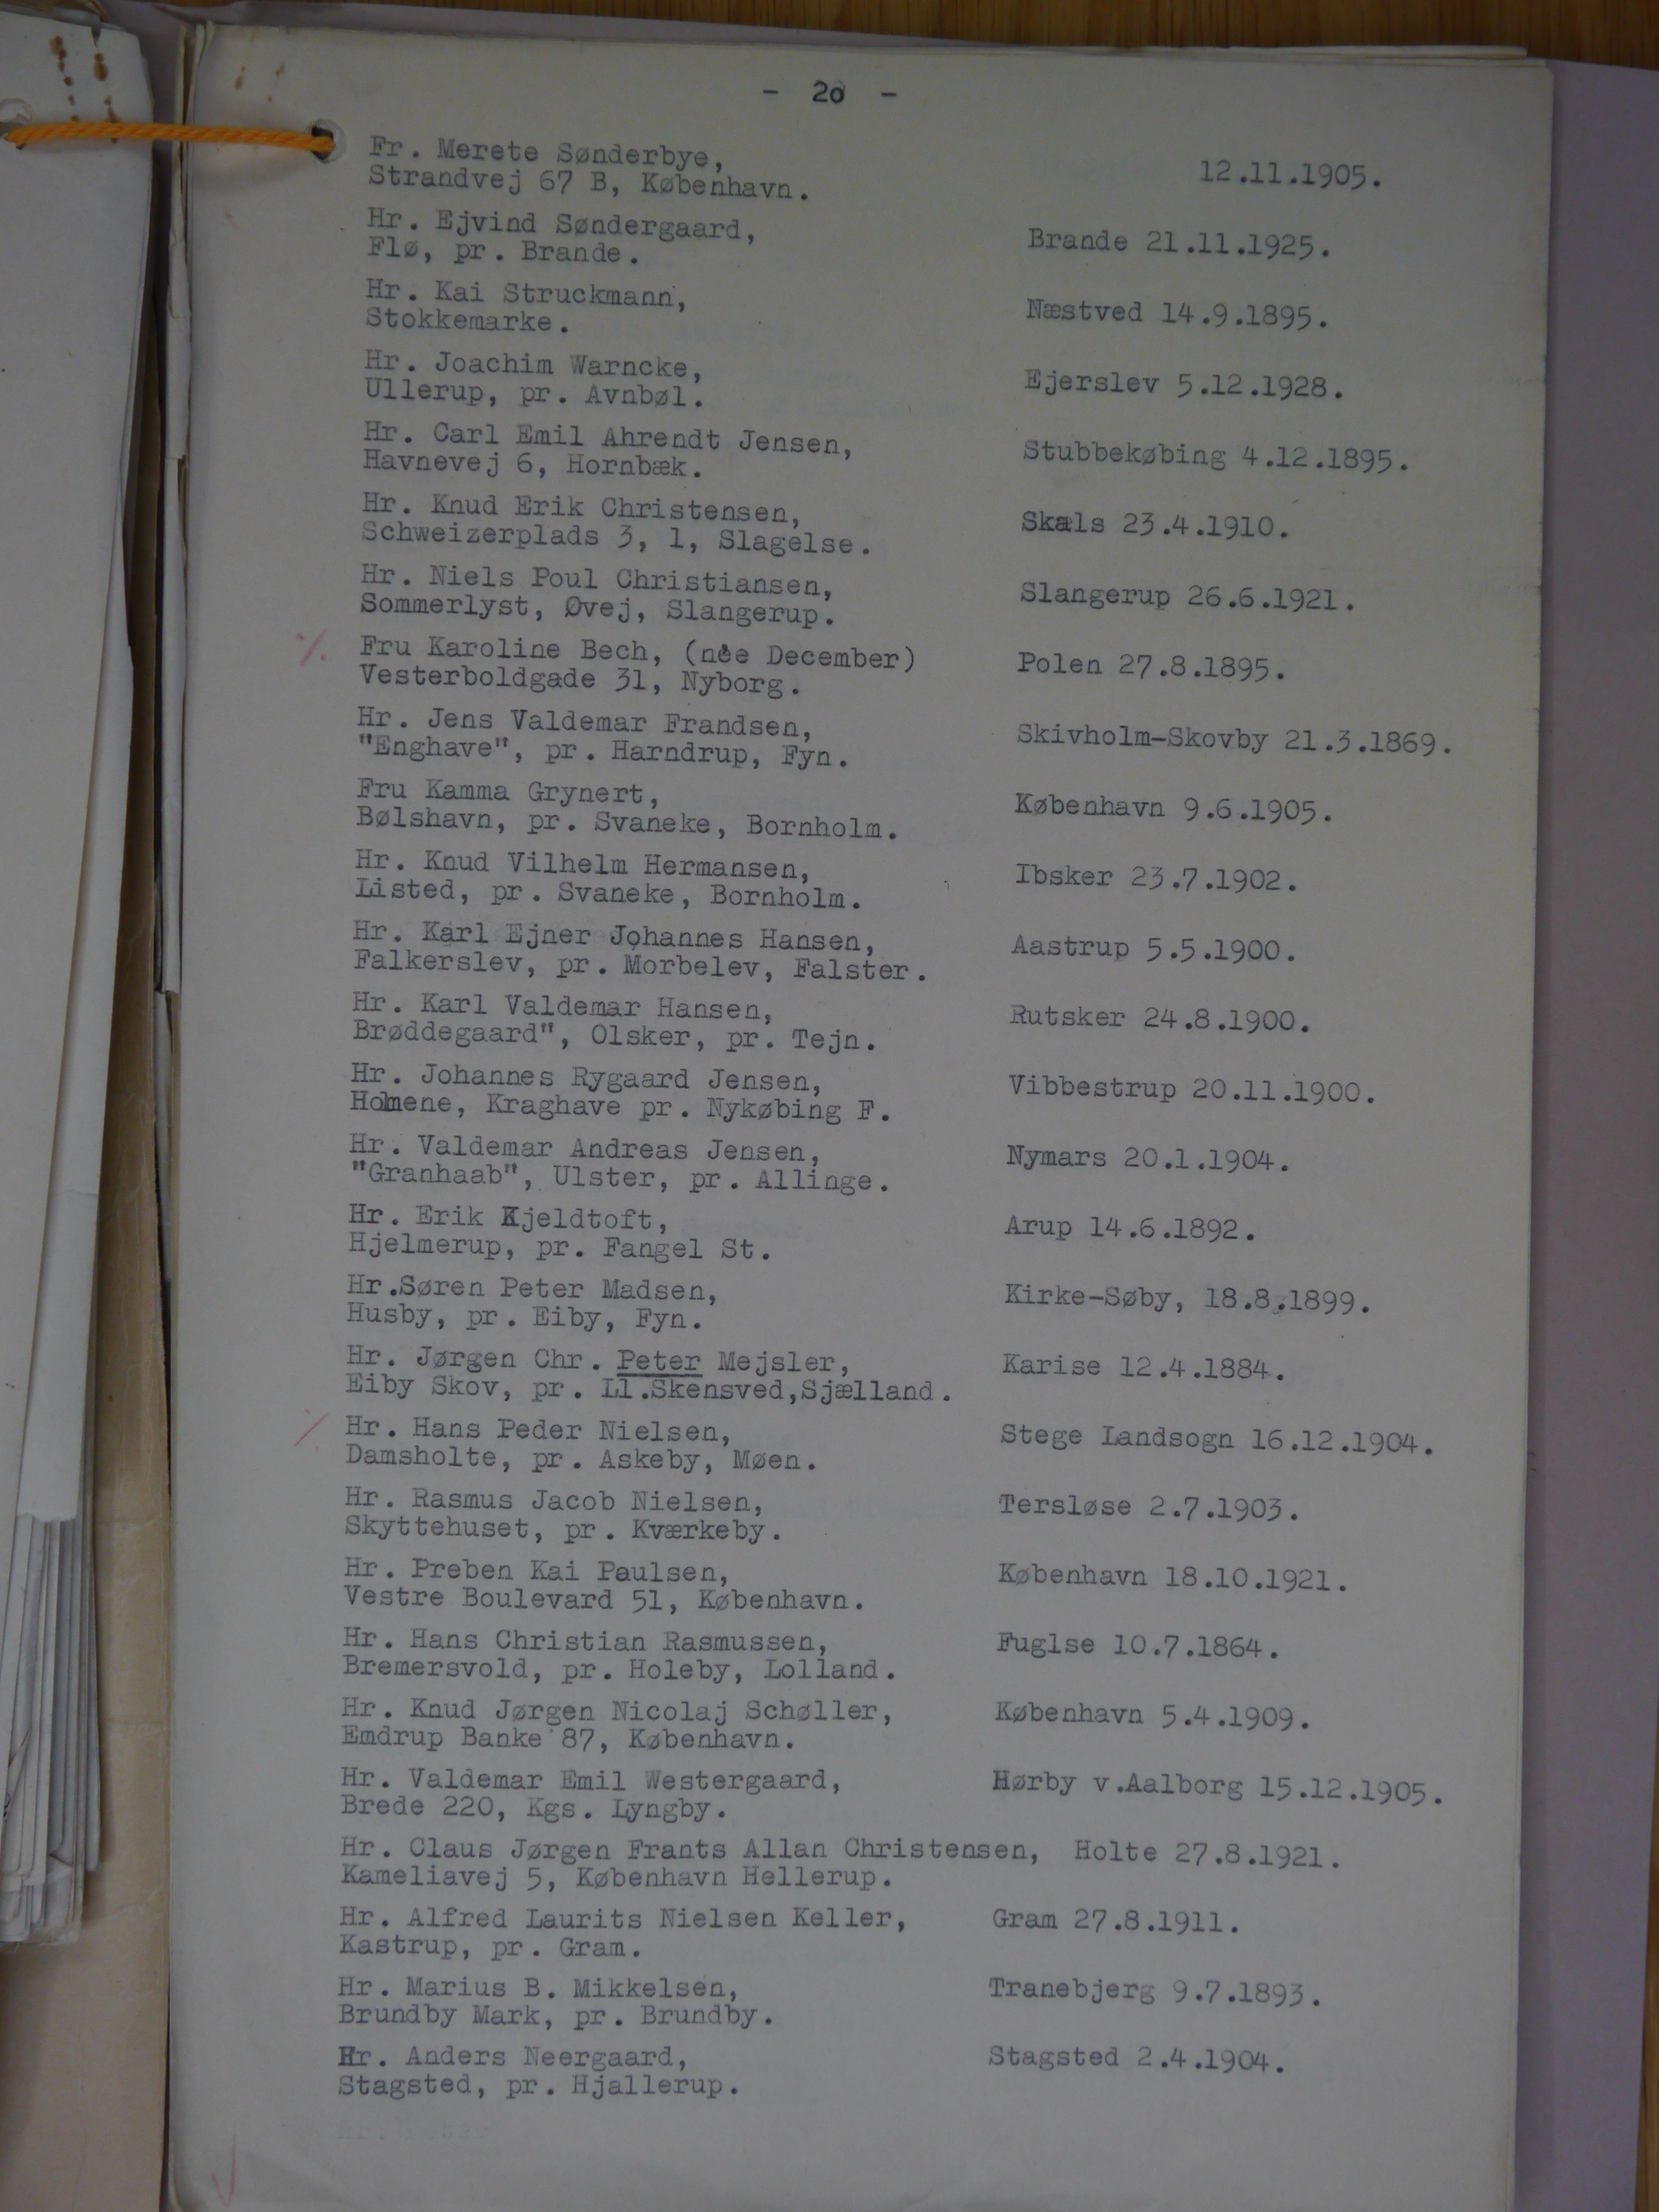 - 20 -
Fr. Merete Sønderbye,
12.11.1905.
Strandvej 67 B, København.
Hr. Ejvind Søndergaard,
Brande 21.11.1925.
Flø, pr. Brande.
Hr. Kai Struckmann,
Næstved 14.9.1895.
Stokkemarke.
Hr. Joachim Warncke,
Ejerslev 5.12.1928.
Ullerup, pr. Avnbøl.
Hr. Carl Emil Ahrendt Jensen,
Stubbekøbing 4.12.1895.
Havnevej 6, Hornbæk.
Hr. Knud Erik Christensen,
Skæls 23.4.1910.
Schweizerplads 3, 1, Slagelse.
Hr. Niels Poul Christiansen,
Slangerup 26.6.1921.
Sommerlyst, Øvej, Slangerup.
Fru Karoline Bech, (née December)
Polen 27.8.1895.
Vesterboldgade 31, Nyborg.
Hr. Jens Valdemar Frandsen,
Skivholm-Skovby 21.3.1869.
"Enghave", pr. Harndrup, Fyn.
Fru Kamma Grynert,
København 9.6.1905.
Bølshavn, pr. Svaneke, Bornholm.
Hr. Knud Vilhelm Hermansen,
Ibsker 23.7.1902.
Listed, pr. Svaneke, Bornholm.
Hr. Karl Ejner Johannes Hansen,
Aastrup 5.5.1900.
Falkerslev, pr. Morbelev, Falster.
Hr. Karl Valdemar Hansen,
Rutsker 24.8.1900.
Brøddegaard", Olsker, pr. Tejn.
Hr. Johannes Rygaard Jensen,
Vibbestrup 20.11.1900.
Holmene, Kraghave pr. Nykøbing F.
Hr. Valdemar Andreas Jensen,
Nymars 20.1.1904.
"Granhaab", Ulster, pr. Allinge.
Hr. Erik Kjeldtoft,
Arup 14.6.1892.
Hjelmerup, pr. Fangel St.
Hr.Søren Peter Madsen,
Kirke-Søby, 18.8.1899.
Husby, pr. Eiby, Fyn.
Hr. Jørgen Chr. Peter Mejsler,
Karise 12.4.1884.
Eiby Skov, pr. Ll.Skensved,Sjælland.
Hr. Hans Peder Nielsen,
Stege Landsogn 16.12.1904.
Damsholte, pr. Askeby, Møen.
Hr. Rasmus Jacob Nielsen,
Tersløse 2.7.1903.
Skyttehuset, pr. Kværkeby.
Hr. Preben Kai Paulsen,
København 18.10.1921.
Vestre Boulevard 51, København.
Hr. Hans Christian Rasmussen,
Fuglse 10.7.1864.
Bremersvold, pr. Holeby, Lolland.
Hr. Knud Jørgen Nicolaj Schøller,
København 5.4.1909.
Emdrup Banke 87, København.
Hr. Valdemar Emil Westergaard,
Hørby v.Aalborg 15.12.1905.
Brede 220, Kgs. Lyngby.
Hr. Claus Jørgen Frants Allan Christensen, Holte 27.8.1921.
Kameliavej 5, København Hellerup.
Hr. Alfred Laurits Nielsen Keller,
Gram 27.8.1911.
Kastrup, pr. Gram.
Hr. Marius B. Mikkelsen,
Tranebjerg 9.7.1893.
Brundby Mark, pr. Brundby.
Hr. Anders Neergaard,
Stagsted 2.4.1904.
Stagsted, pr. Hjallerup.